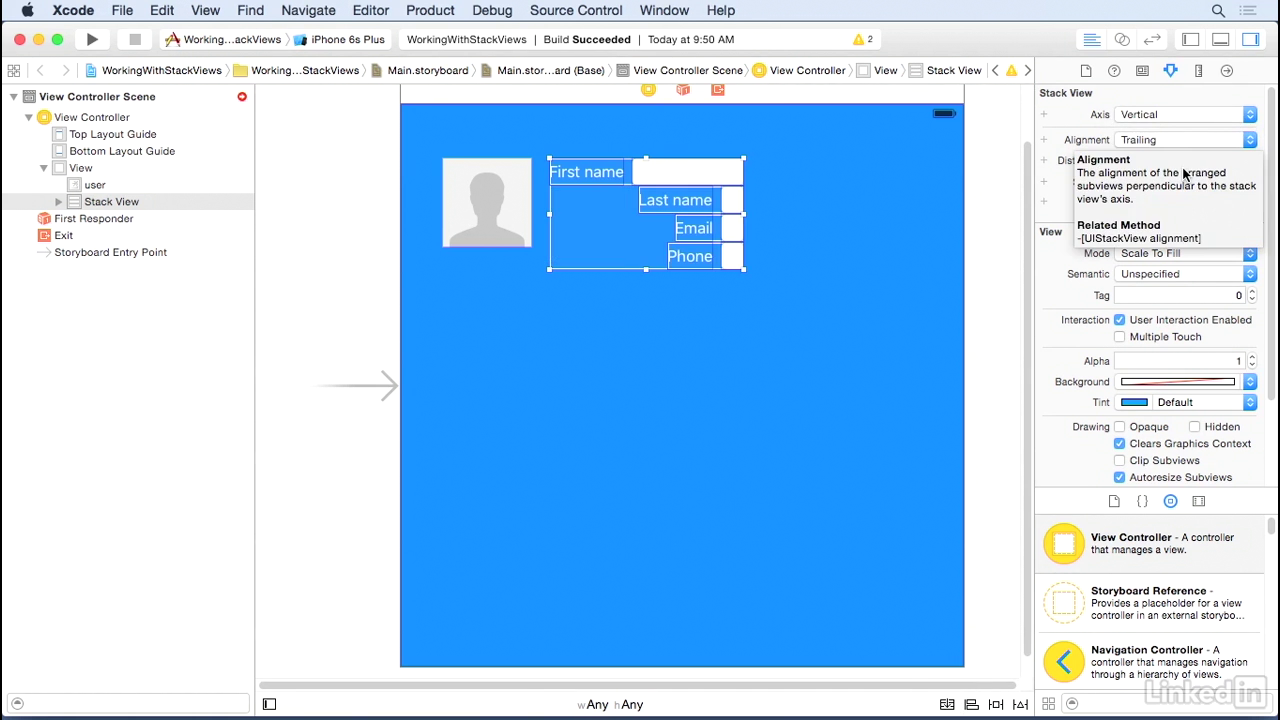 Xcode File Edit View Find Navigate Editor Product Debug Source Control Window Help
Working...ackViews iPhone 6s Plus WorkingWithStackViews Build Succeeded Today at 9:50 AM 2
WorkingWithStackViews Working...StackViews Main.storyboard Main.stor...ard (Base) View Controller Scene View Controller View Stack View
View Controller Scene
View Controller
Top Layout Guide
Bottom Layout Guide
View
user
Stack View
First Responder
Exit
Storyboard Entry Point
First name
Last name
Email
Phone
wAny hAny
Stack View
Axis Vertical
Alignment Trailing
Alignment
The alignment of the arranged
subviews perpendicular to the stack
view's axis.
Related Method
-[UIStackView alignment]
View
Mode Scale To Fill
Semantic Unspecified
Tag 0
Interaction User Interaction Enabled
Multiple Touch
Alpha 1
Background
Tint Default
Drawing Opaque Hidden
Clears Graphics Context
Clip Subviews
Autoresize Subviews
View Controller - A controller
that manages a view.
Storyboard Reference -
Provides a placeholder for a view
controller in an external storybo...
Navigation Controller - A
controller that manages navigation
through a hierarchy of views.
Linked in